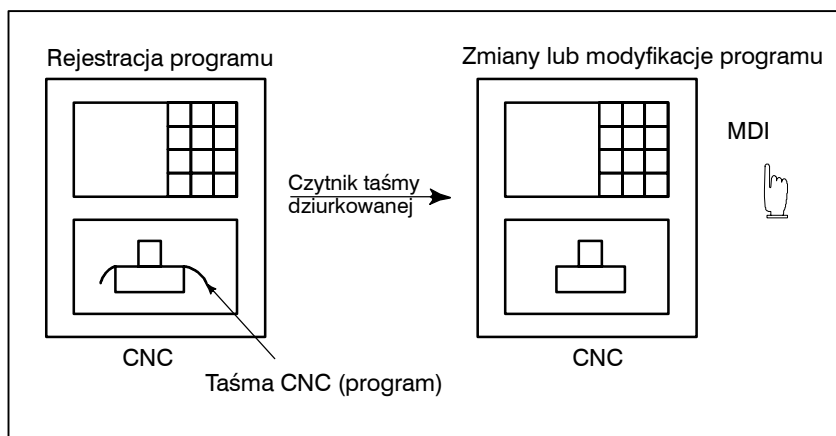 Rejestracja programu
Zmiany lub modyfikacje programu
MDI
Czytnik taśmy
dziurkowanej
CNC
CNC
Taśma CNC (program)